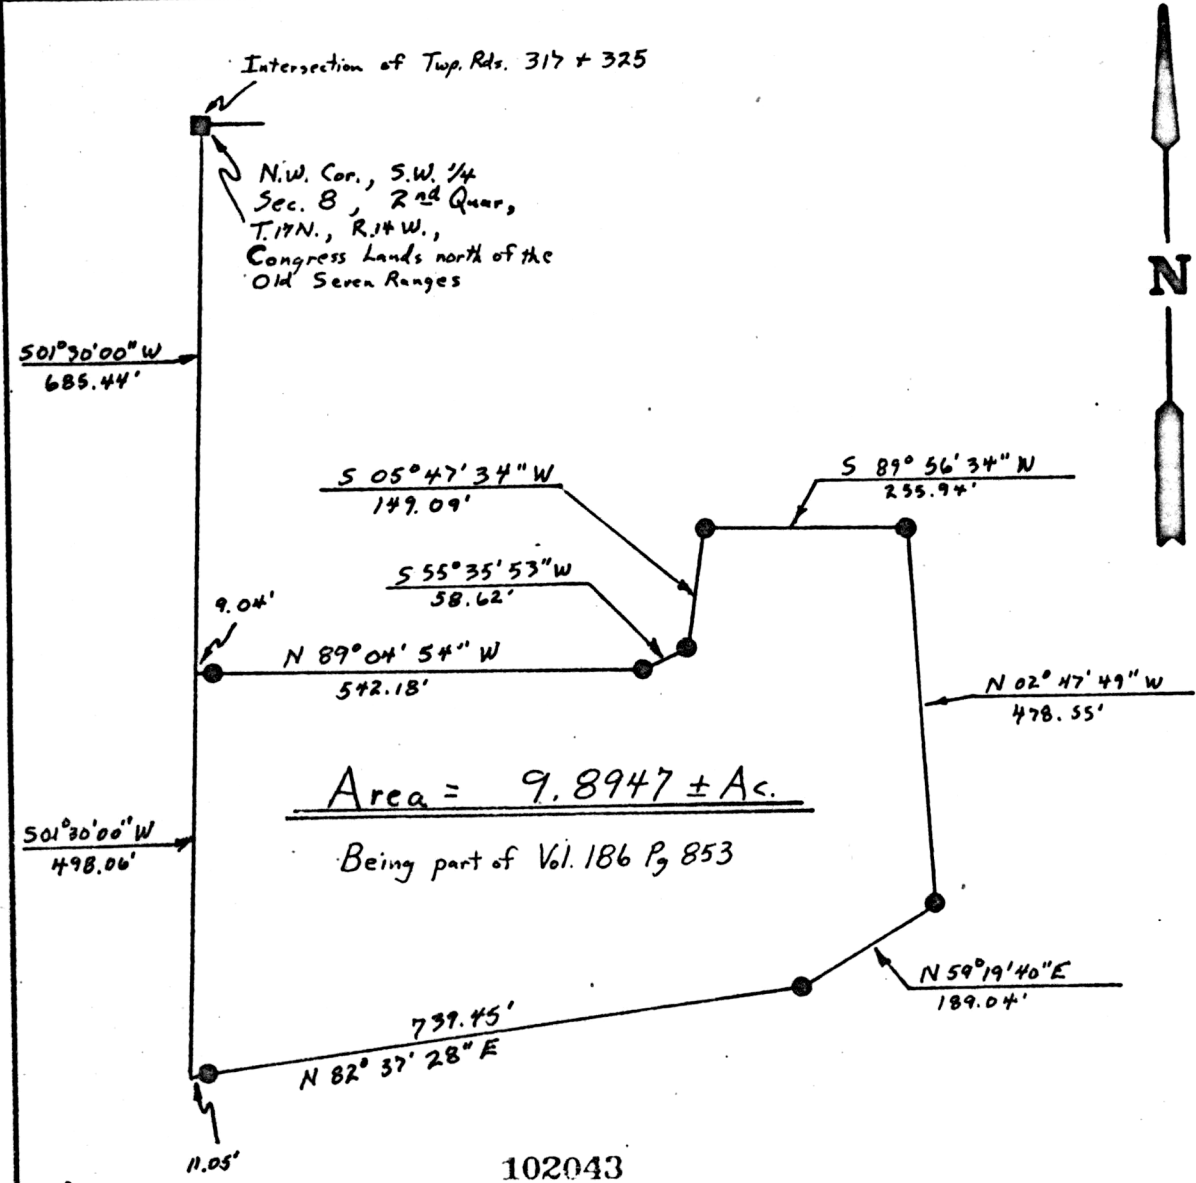 Intersection of Twp. Rds. 317 + 325
N.W. Cor., S.W. 1/4
Sec. 8, 2nd Quar,
T.17N., R.14W.,
Congress Lands north of the
Old Seven Ranges
N
S01°30'00"W
685.44'
S 05°47'34"W
149.09'
S 89°56'34"W
255.94'
S 55°35'53"W
58.62'
9.04'
N 89°04'54"W
542.18'
N 02°47'49"W
478.55'
Area = 9.8947 ± Ac.
S01°30'00"W
498.06'
Being part of Vol. 186 Pg 853
N 59°19'40"E
189.04'
739.45'
N 82°37'28"E
11.05'
102043